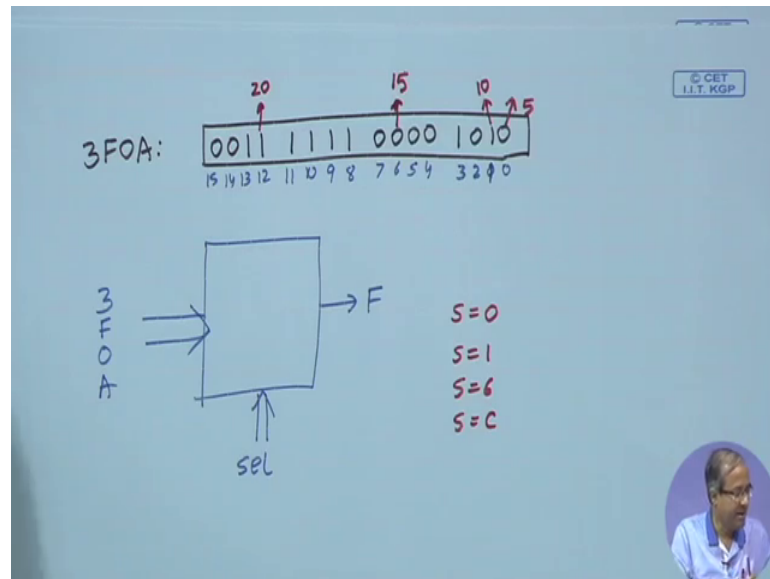 © CET
I.I.T. KGP
20 15 10 5
3F0A: 0011 1111 0000 1010
15 14 13 12 11 10 9 8 7 6 5 4 3 2 1 0
3
F
0
A
F
sel
S=0
S=1
S=6
S=C